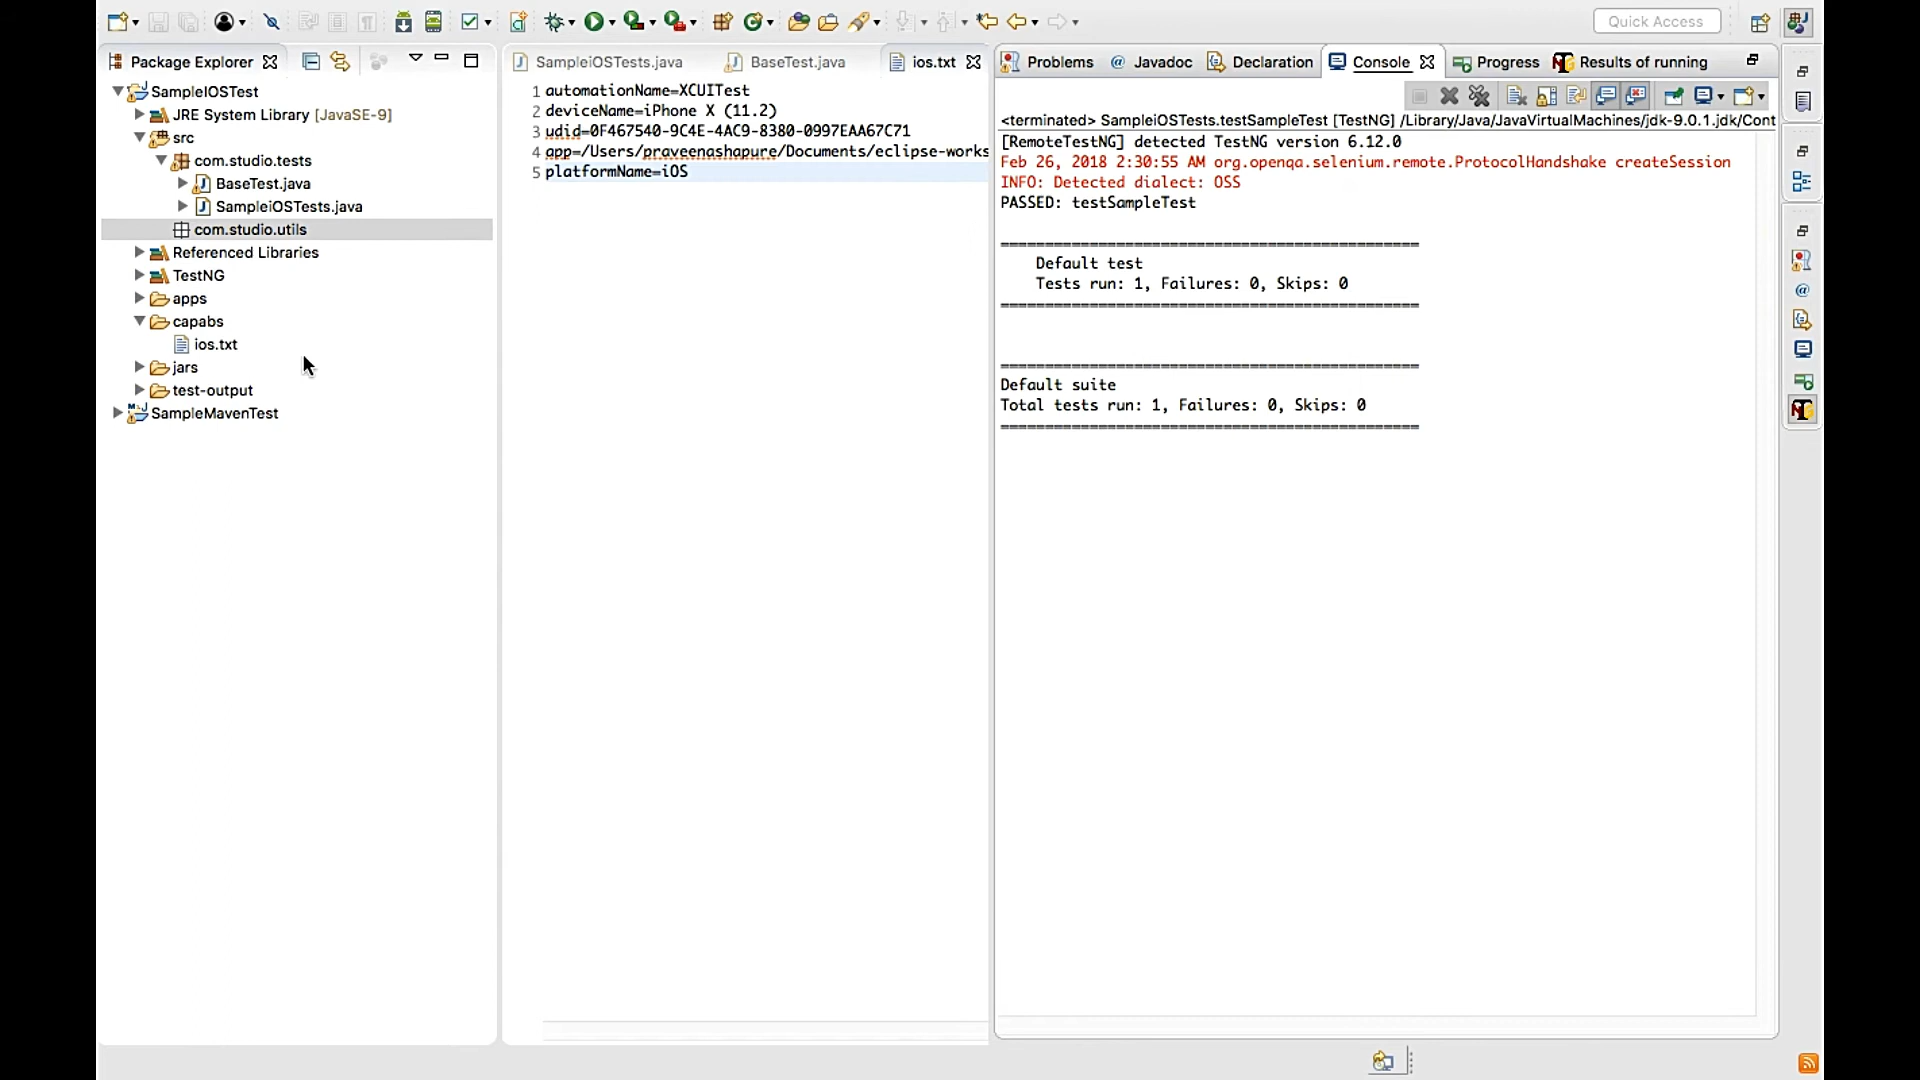 Quick Access
Package Explorer
SampleIOSTest
JRE System Library [JavaSE-9]
src
com.studio.tests
BaseTest.java
SampleiOSTests.java
com.studio.utils
Referenced Libraries
TestNG
apps
capabs
ios.txt
jars
test-output
SampleMavenTest
SampleiOSTests.java BaseTest.java ios.txt
1 automationName=XCUITest
2 deviceName=iPhone X (11.2)
3 udid=0F467540-9C4E-4AC9-8380-0997EAA67C71
4 app=/Users/praveenashapure/Documents/eclipse-works
5 platformName=iOS
Problems @ Javadoc Declaration Console Progress Results of running
<terminated> SampleiOSTests.testSampleTest [TestNG] /Library/Java/JavaVirtualMachines/jdk-9.0.1.jdk/Cont
[RemoteTestNG] detected TestNG version 6.12.0
Feb 26, 2018 2:30:55 AM org.openqa.selenium.remote.ProtocolHandshake createSession
INFO: Detected dialect: OSS
PASSED: testSampleTest
===============================================
Default test
Tests run: 1, Failures: 0, Skips: 0
===============================================
===============================================
Default suite
Total tests run: 1, Failures: 0, Skips: 0
===============================================